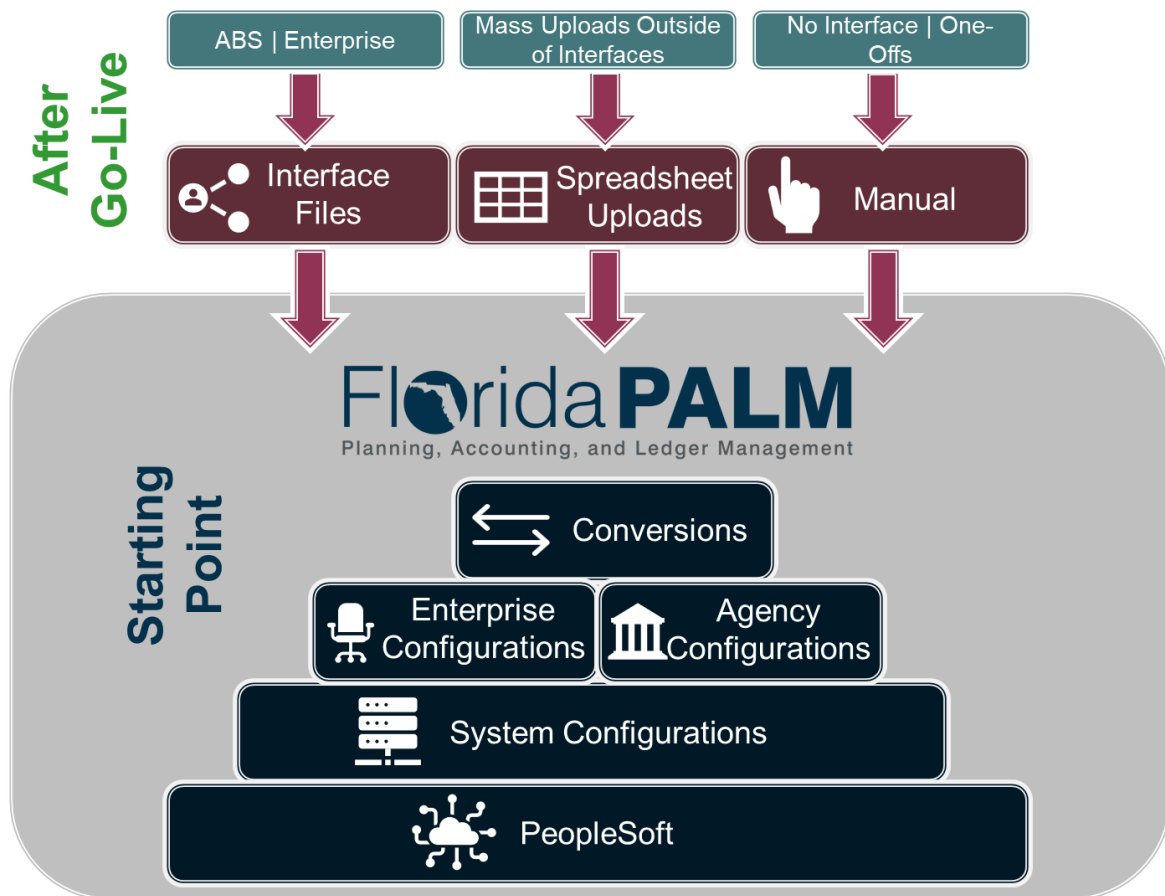 ABS | Enterprise
Mass Uploads Outside
of Interfaces
No Interface | One-
Offs
After
Go-Live
Interface
Files
Spreadsheet
Uploads
Manual
Florida PALM
Planning, Accounting, and Ledger Management
Starting
Point
Conversions
Enterprise
Configurations
Agency
Configurations
System Configurations
PeopleSoft